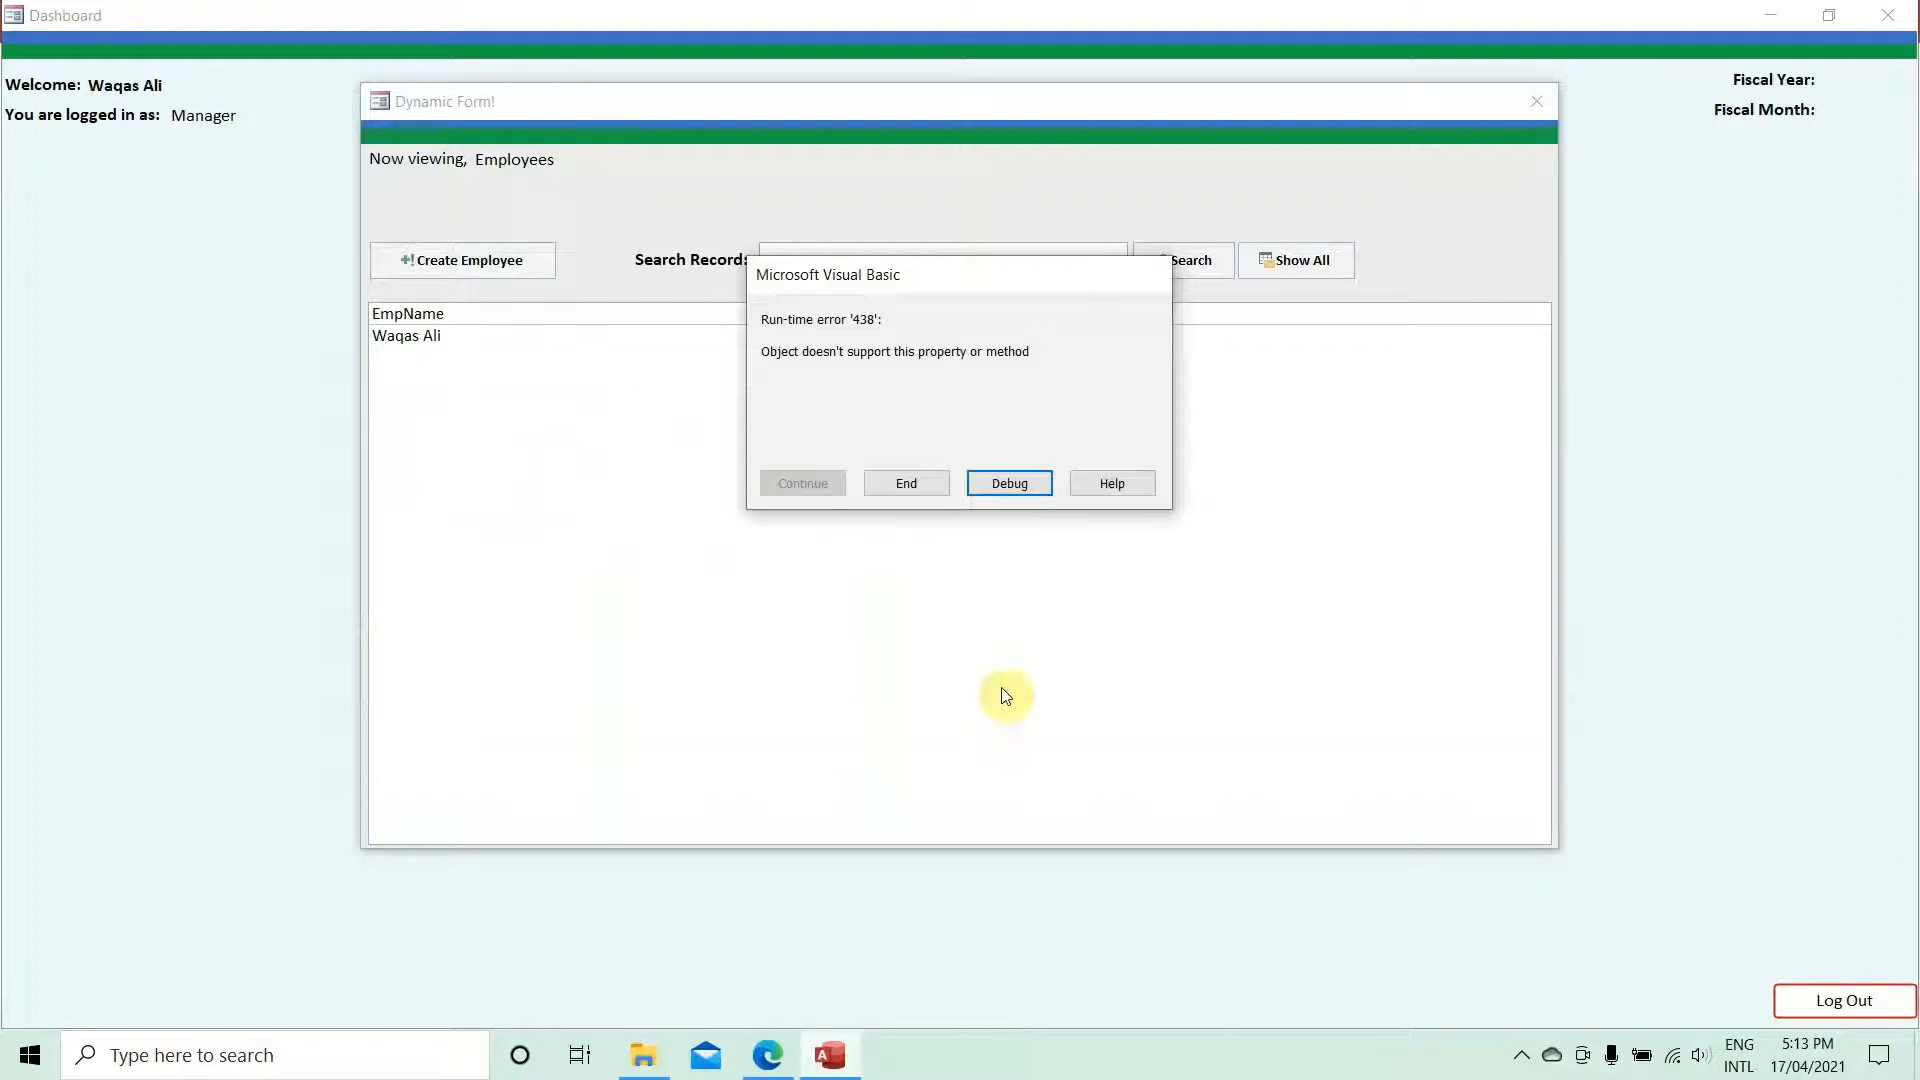 Dashboard
Welcome: Waqas Ali
You are logged in as: Manager
Fiscal Year:
Fiscal Month:
Dynamic Form!
Now viewing, Employees
Create Employee
Search Record:
Search
Show All
EmpName
Waqas Ali
Microsoft Visual Basic
Run-time error '438':
Object doesn't support this property or method
Continue
End
Debug
Help
Log Out
Type here to search
ENG
INTL
5:13 PM
17/04/2021